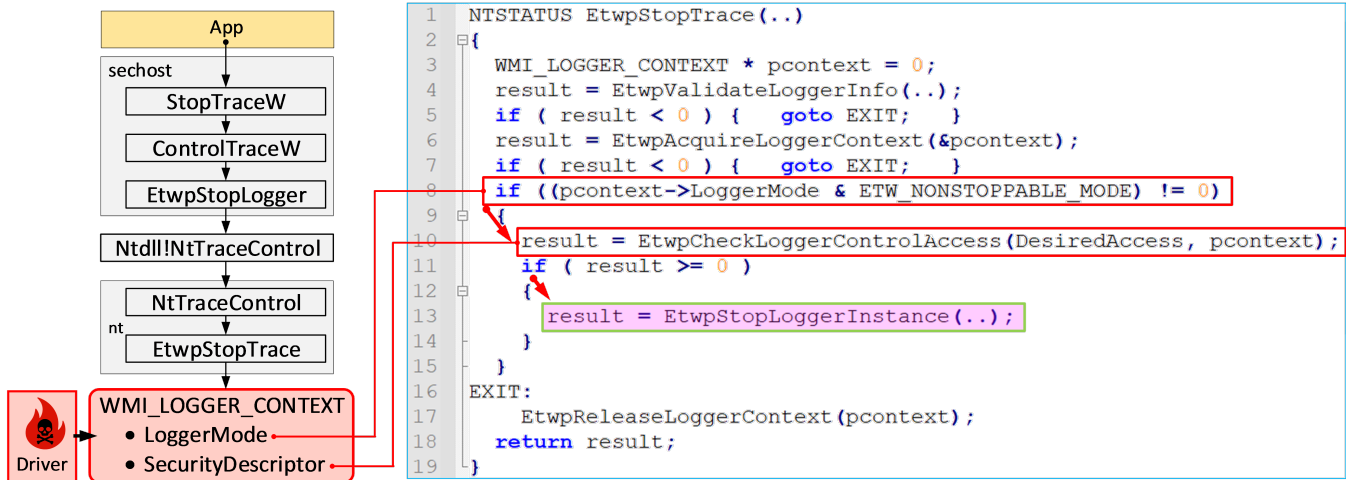 App
sechost
StopTraceW
ControlTraceW
EtwpStopLogger
Ntdll!NtTraceControl
NtTraceControl
nt
EtwpStopTrace
WMI_LOGGER_CONTEXT
• LoggerMode
• SecurityDescriptor
Driver
1 NTSTATUS EtwpStopTrace(..)
2 {
3 WMI_LOGGER_CONTEXT * pcontext = 0;
4 result = EtwpValidateLoggerInfo(..);
5 if ( result < 0 ) { goto EXIT; }
6 result = EtwpAcquireLoggerContext(&pcontext);
7 if ( result < 0 ) { goto EXIT; }
8 if ((pcontext->LoggerMode & ETW_NONSTOPPABLE_MODE) != 0)
9 {
10 result = EtwpCheckLoggerControlAccess(DesiredAccess, pcontext);
11 if ( result >= 0 )
12 {
13 result = EtwpStopLoggerInstance(..);
14 }
15 }
16 EXIT:
17 EtwpReleaseLoggerContext(pcontext);
18 return result;
19 }